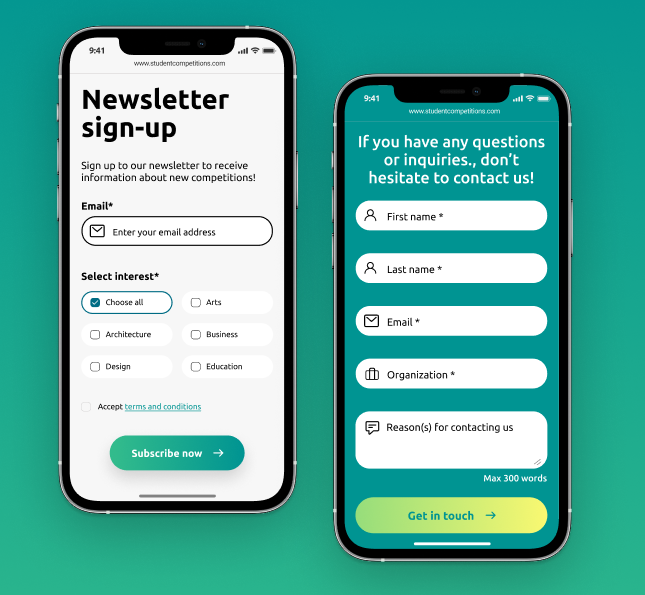 9:41
www.studentcompetitions.com
Newsletter
sign-up
Sign up to our newsletter to receive
information about new competitions!
Email*
Enter your email address
Select interest*
Choose all
Arts
Architecture
Business
Design
Education
Accept terms and conditions
Subscribe now
9:41
www.studentcompetitions.com
If you have any questions
or inquiries., don't
hesitate to contact us!
First name *
Last name *
Email *
Organization *
Reason(s) for contacting us
Max 300 words
Get in touch